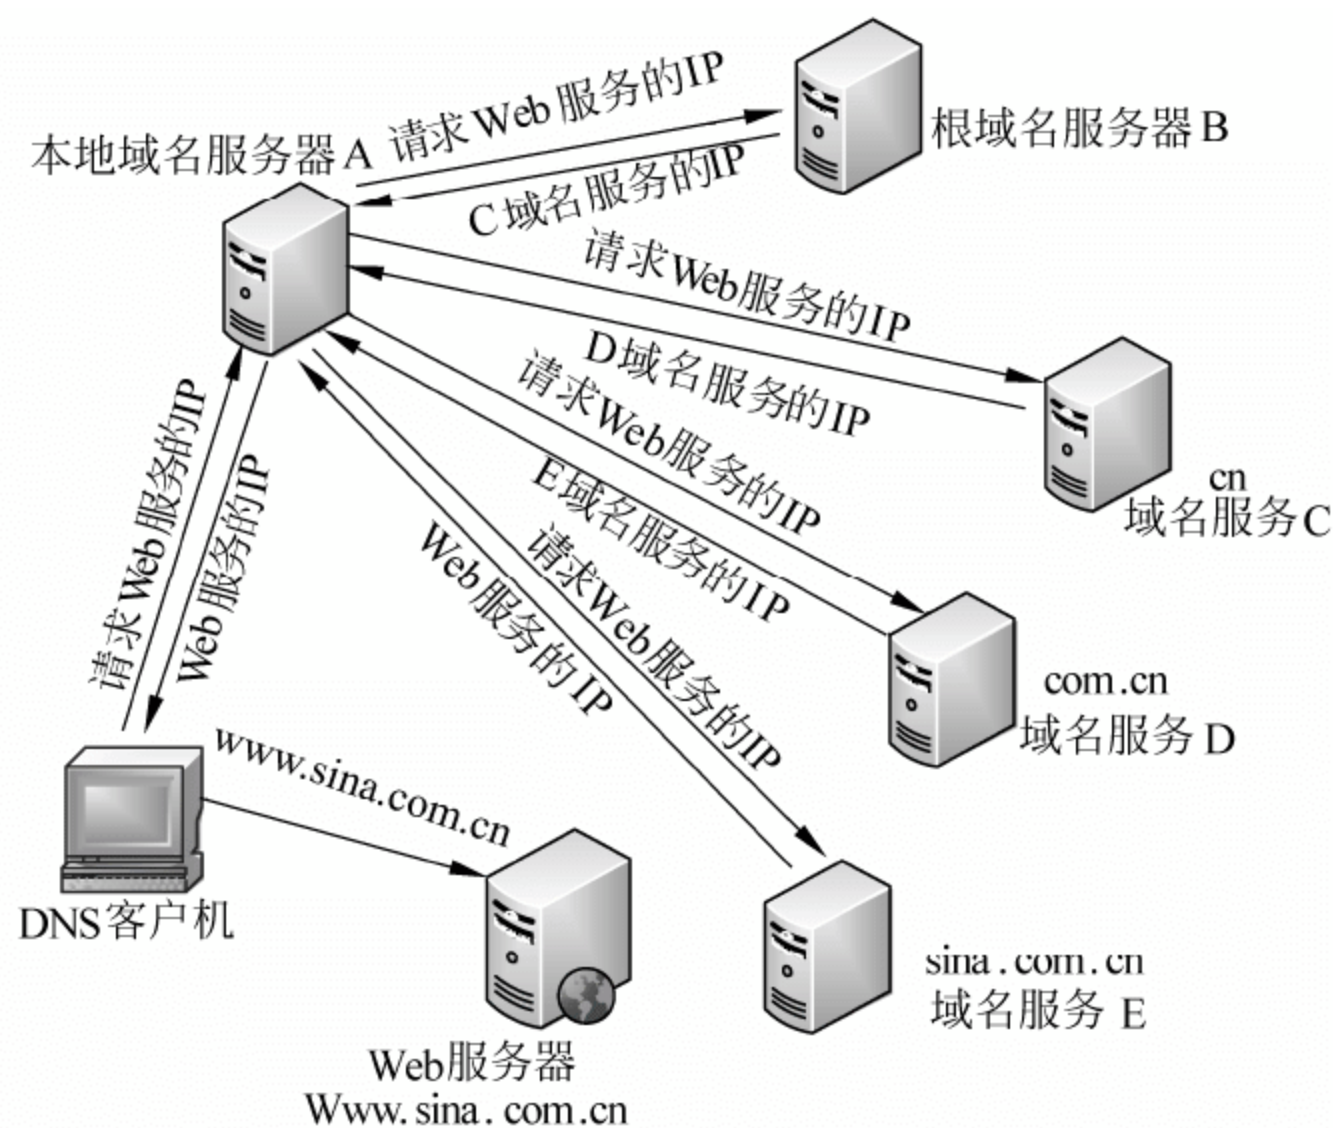 本地域名服务器A
请求Web服务的IP
根域名服务器B
C域名服务的IP
请求Web服务的IP
D域名服务的IP
cn
域名服务C
请求Web服务的IP
E域名服务的IP
com.cn
域名服务D
请求Web服务的IP
Web服务的IP
请求Web服务的IP
Web服务的IP
www.sina.com.cn
DNS客户机
sina.com.cn
域名服务 E
Web服务器
Www.sina.com.cn